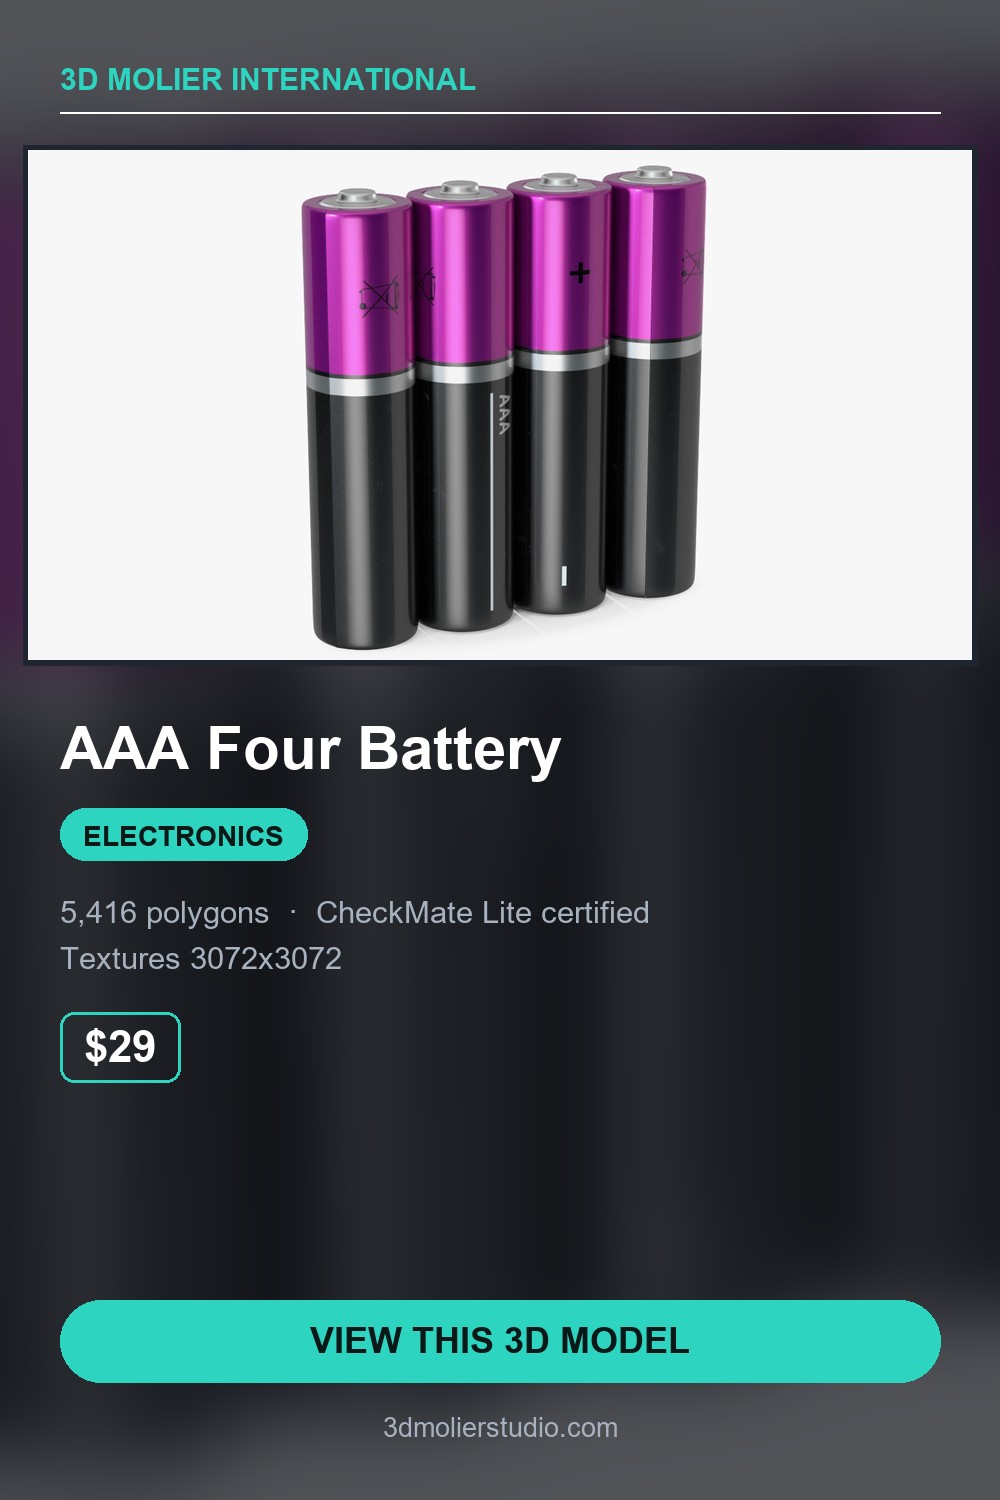 3D MOLIER INTERNATIONAL
+
AAA
AAA Four Battery
ELECTRONICS
5,416 polygons · CheckMate Lite certified
Textures 3072x3072
$29
VIEW THIS 3D MODEL
3dmolierstudio.com